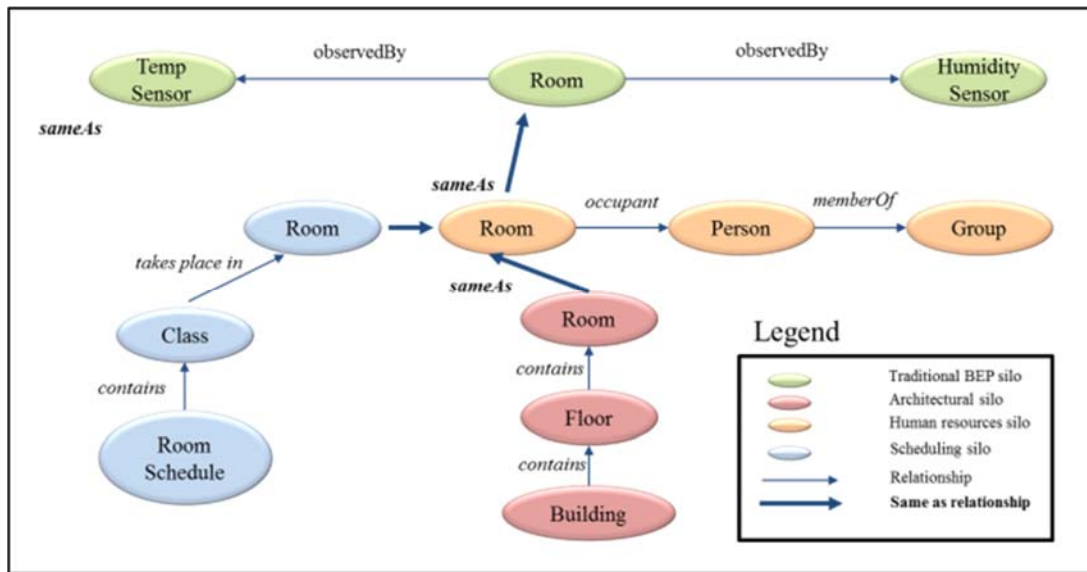 observedBy
observedBy
Temp
Sensor
Room
Humidity
Sensor
sameAs
sameAs
occupant
memberOf
Room
Room
Person
Group
takes place in
sameAs
Room
Class
contains
contains
Floor
Room
Schedule
contains
Building
Legend
Traditional BEP silo
Architectural silo
Human resources silo
Scheduling silo
Relationship
Same as relationship